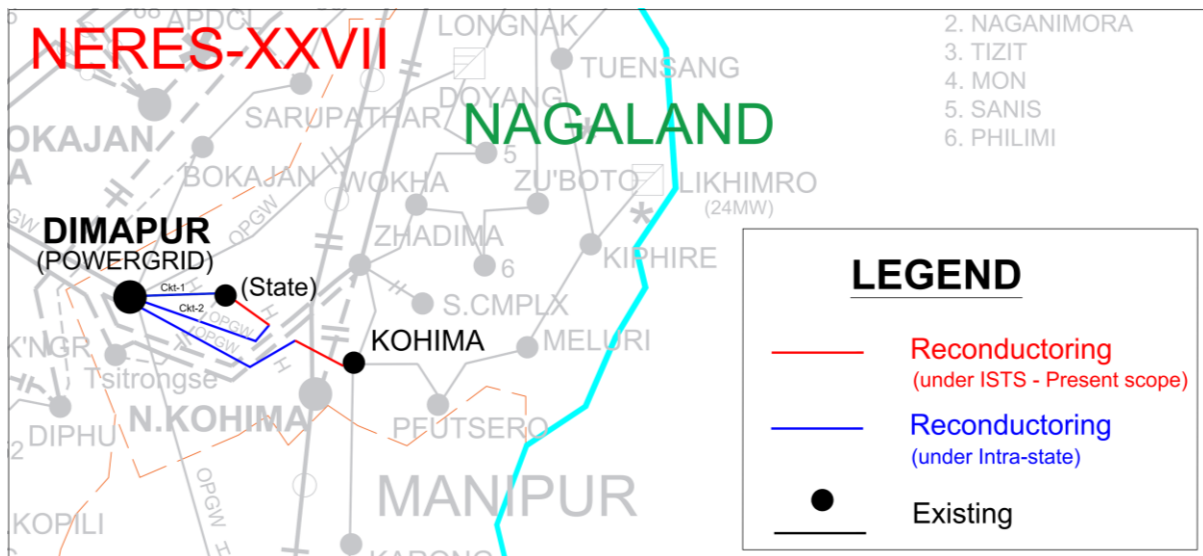 68 APDCL
LONGNAK
2. NAGANIMORA
NERES-XXVII
TUENSANG
3. TIZIT
DOYANG
4. MON
SARUPATHAR
NAGALAND
5. SANIS
OKAJAN
6. PHILIMI
A
BOKAJAN
5
WOKHA
ZU'BOTO
LIKHIMRO
(24MW)
OPGW
OPGW
DIMAPUR
(POWERGRID)
ZHADIMA
6
KIPHIRE
Ckt-1
(State)
Ckt-2
S.CMPLX
OPGW
OPGW
KOHIMA
MELURI
K'NGR
Tsitrongse
DIPHU
N.KOHIMA
PFUTSERO
OPGW
MANIPUR
KOPILI
LEGEND
Reconductoring
(under ISTS - Present scope)
Reconductoring
(under Intra-state)
Existing